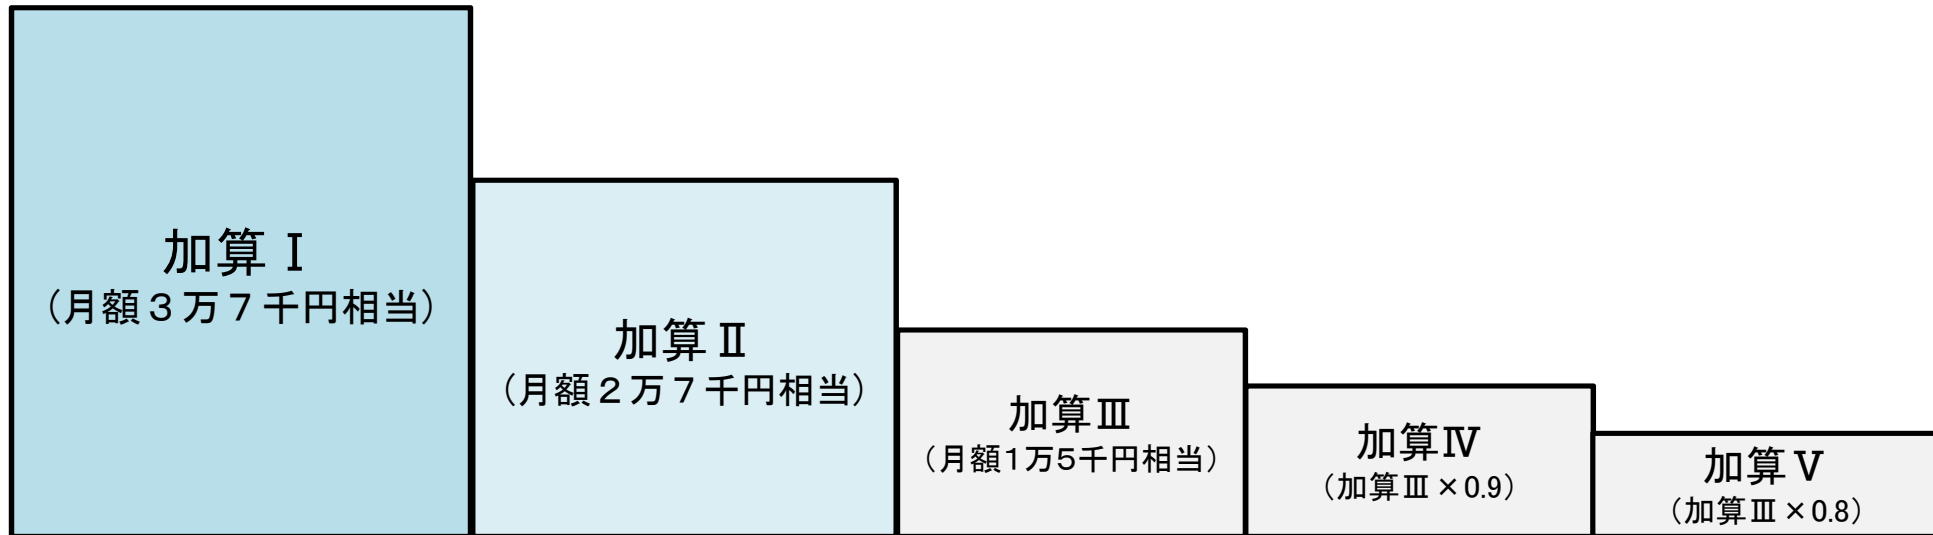 加算 Ⅰ
（月額３万７千円相当）
加算 Ⅱ
（月額２万７千円相当）
加算Ⅲ
（月額1万5千円相当）
加算Ⅳ
（加算Ⅲ×0.9）
加算Ⅴ
（加算Ⅲ×0.8）